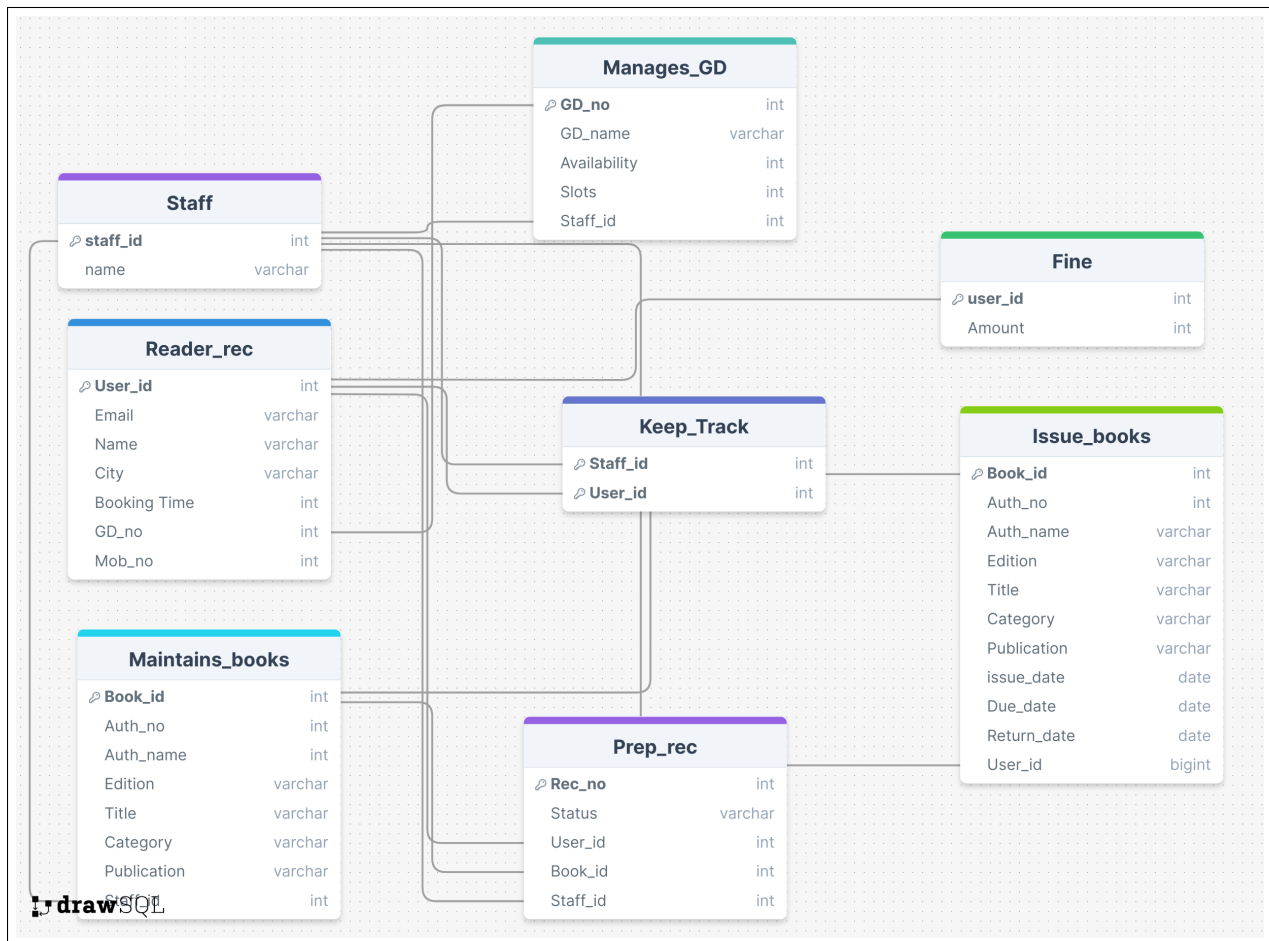 Manages_GD
GD_no int
GD_name varchar
Availability int
Slots int
Staff_id int
Staff
staff_id int
name varchar
Fine
user_id int
Amount int
Reader_rec
User_id int
Email varchar
Name varchar
City varchar
Booking Time int
GD_no int
Mob_no int
Keep_Track
Staff_id int
User_id int
Issue_books
Book_id int
Auth_no int
Auth_name varchar
Edition varchar
Title varchar
Category varchar
Publication varchar
issue_date date
Due_date date
Return_date date
User_id bigint
Maintains_books
Book_id int
Auth_no int
Auth_name int
Edition varchar
Title varchar
Category varchar
Publication varchar
Staff_id int
Prep_rec
Rec_no int
Status varchar
User_id int
Book_id int
Staff_id int
drawSQL